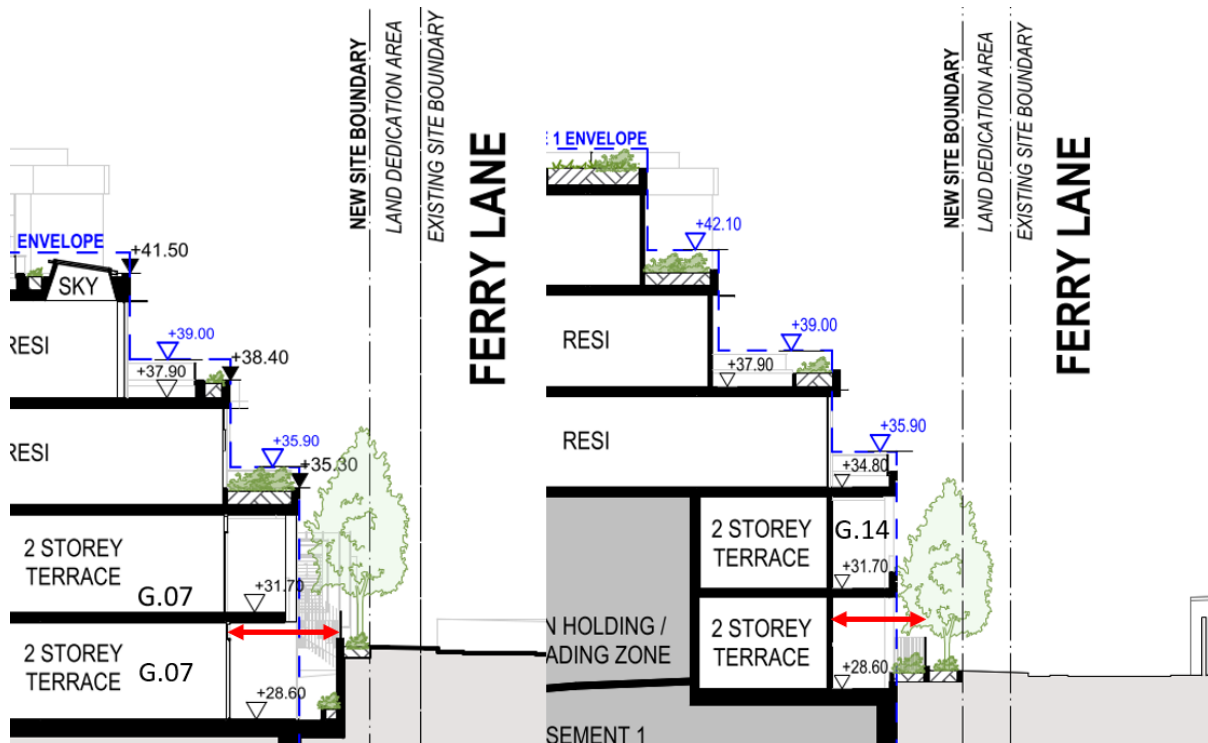 NEW SITE BOUNDARY
LAND DEDICATION AREA
EXISTING SITE BOUNDARY
FERRY LANE
ENVELOPE
+41.50
SKY
RESI
+39.00
+38.40
+37.90
RESI
+35.90
+35.30
2 STOREY
TERRACE
G.07
+31.70
2 STOREY
TERRACE
G.07
+28.60
NEW SITE BOUNDARY
LAND DEDICATION AREA
EXISTING SITE BOUNDARY
FERRY LANE
1 ENVELOPE
+42.10
RESI
+39.00
+37.90
RESI
+35.90
+34.80
2 STOREY
TERRACE
G.14
+31.70
N HOLDING /
ADING ZONE
2 STOREY
TERRACE
+28.60
SEMENT 1